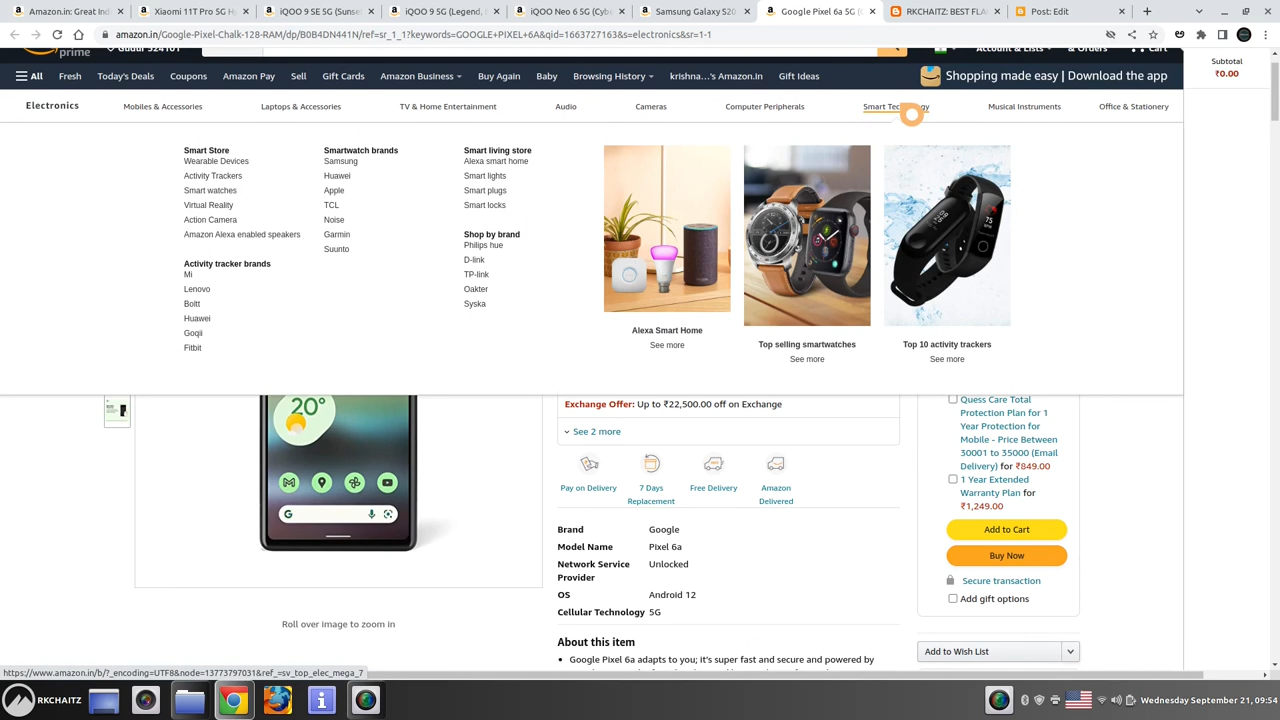 amazon.in: Great Indi
Xiaomi 11T Pro 5G H
iQOO 9 SE 5G (Sunse
iQOO 9 5G (Legend,
iQOO Neo 6 5G (Cybe
Samsung Galaxy S20
Google Pixel 6a 5G (C
RKCHAITZ: BEST FLAG
Post: Edit
amazon.in/Google-Pixel-Chalk-128-RAM/dp/B0B4DN441N/ref=sr_1_1?keywords=GOOGLE+PIXEL+6A&qid=1663727163&s=electronics&sr=1-1
prime
Account & Lists
& Orders
Cart
Subtotal
₹0.00
All
Fresh
Today's Deals
Coupons
Amazon Pay
Sell
Gift Cards
Amazon Business
Buy Again
Baby
Browsing History
krishna...'s Amazon.in
Gift Ideas
Shopping made easy | Download the app
Electronics
Mobiles & Accessories
Laptops & Accessories
TV & Home Entertainment
Audio
Cameras
Computer Peripherals
Smart Technology
Musical Instruments
Office & Stationery
Smart Store
Wearable Devices
Activity Trackers
Smart watches
Virtual Reality
Action Camera
Amazon Alexa enabled speakers
Activity tracker brands
Mi
Lenovo
Boltt
Huawei
Goqii
Fitbit
Smartwatch brands
Samsung
Huawei
Apple
TCL
Noise
Garmin
Suunto
Smart living store
Alexa smart home
Smart lights
Smart plugs
Smart locks
Shop by brand
Philips hue
D-link
TP-link
Oakter
Syska
Alexa Smart Home
See more
Top selling smartwatches
See more
75
Top 10 activity trackers
See more
20°
Roll over image to zoom in
Exchange Offer: Up to ₹22,500.00 off on Exchange
See 2 more
Pay on Delivery
7 Days
Replacement
Free Delivery
Amazon
Delivered
Brand Google
Model Name Pixel 6a
Network Service Provider Unlocked
OS Android 12
Cellular Technology 5G
About this item
• Google Pixel 6a adapts to you; it's super fast and secure and powered by
Quess Care Total
Protection Plan for 1
Year Protection for
Mobile - Price Between
30001 to 35000 (Email
Delivery) for ₹849.00
1 Year Extended
Warranty Plan for
₹1,249.00
Add to Cart
Buy Now
Secure transaction
Add gift options
Add to Wish List
https://www.amazon.in/b/?_encoding=UTF8&node=13773797031&ref_=sv_top_elec_mega_7
RKCHAITZ
Wednesday September 21, 09:54